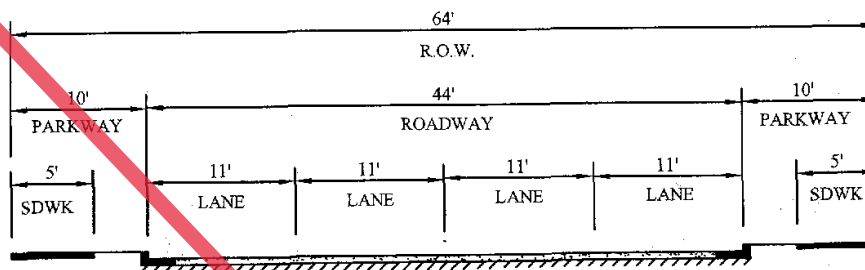 64'
R.O.W.
10' 44' 10'
PARKWAY ROADWAY PARKWAY
5' 11' 11' 11' 11' 5'
SDWK LANE LANE LANE LANE SDWK